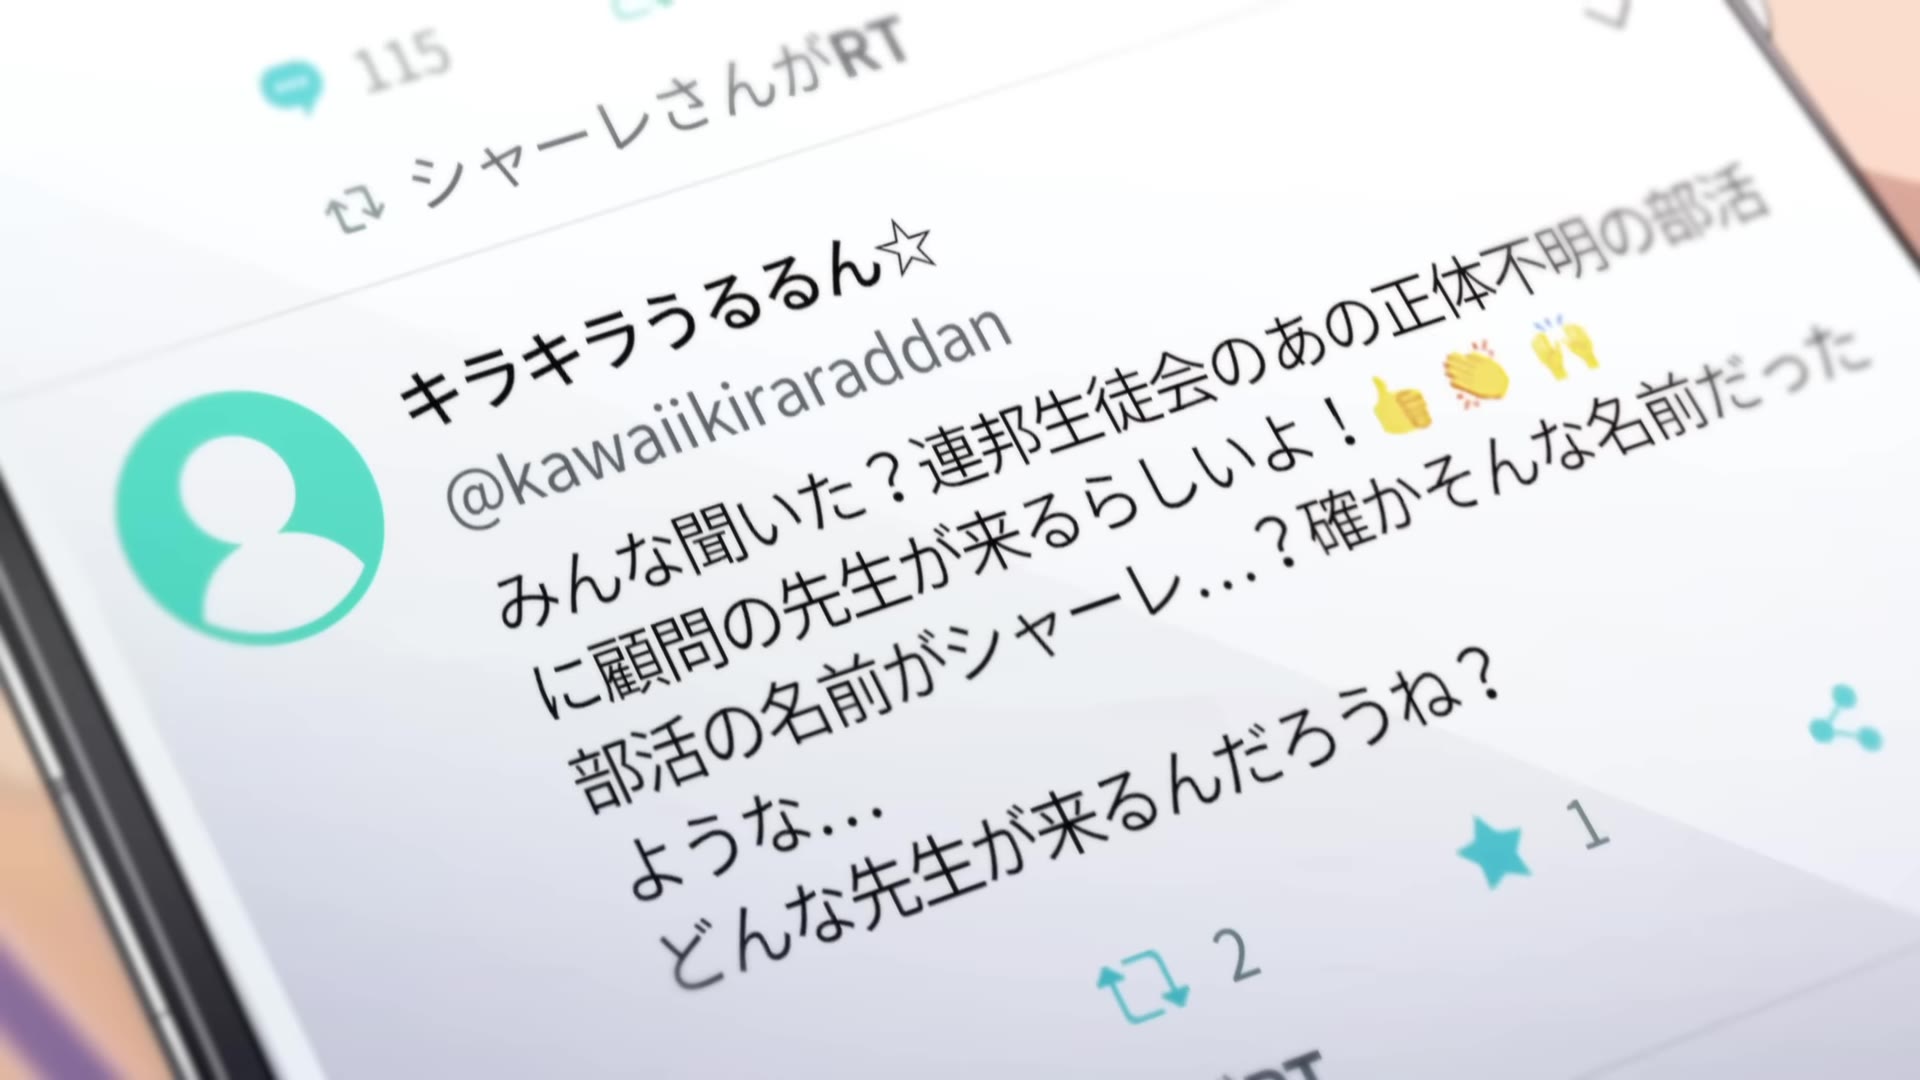 115
シャーレさんがRT
キラキラうるるん☆
@kawaiikiraraddan
みんな聞いた？連邦生徒会のあの正体不明の部活
に顧問の先生が来るらしいよ！👍👏🙌
部活の名前がシャーレ…？確かそんな名前だった
ような…
どんな先生が来るんだろうね？
2
1
RT